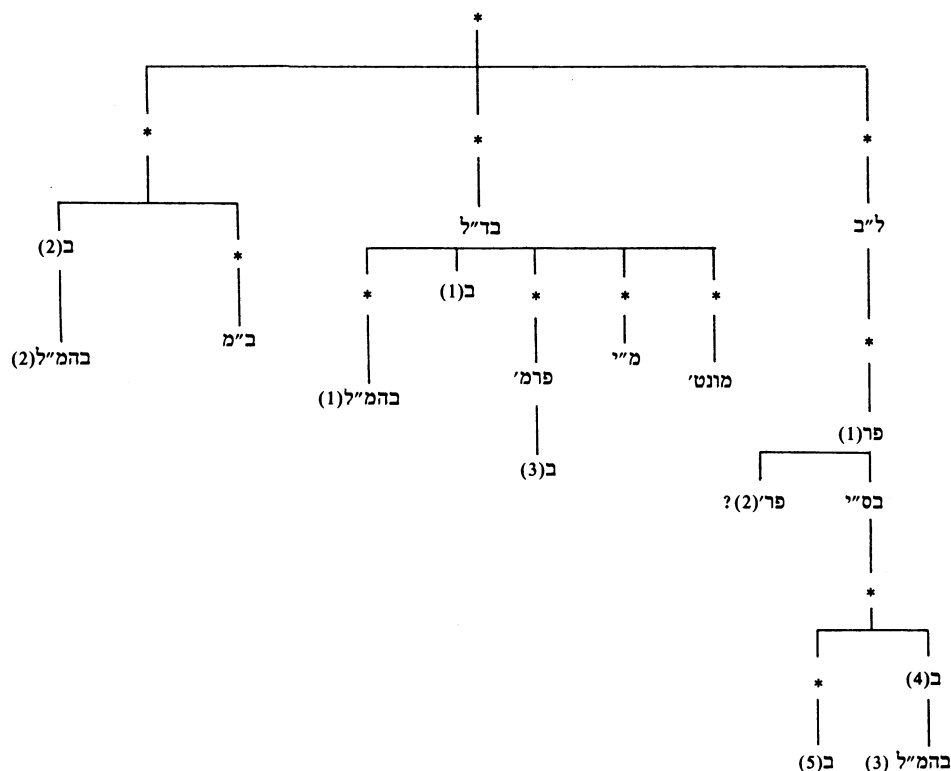 *
* * *
ל״ב בד״ל ב(2)
* * * ב(1) * *
* מ״י ב״מ בהמ״ל(2)
מונט׳ פרמ׳ בהמ״ל(1)
פר(1)
ב(3)
בס״י פר׳(2)?
*
ב(4) *
בהמ״ל (3) ב(5)